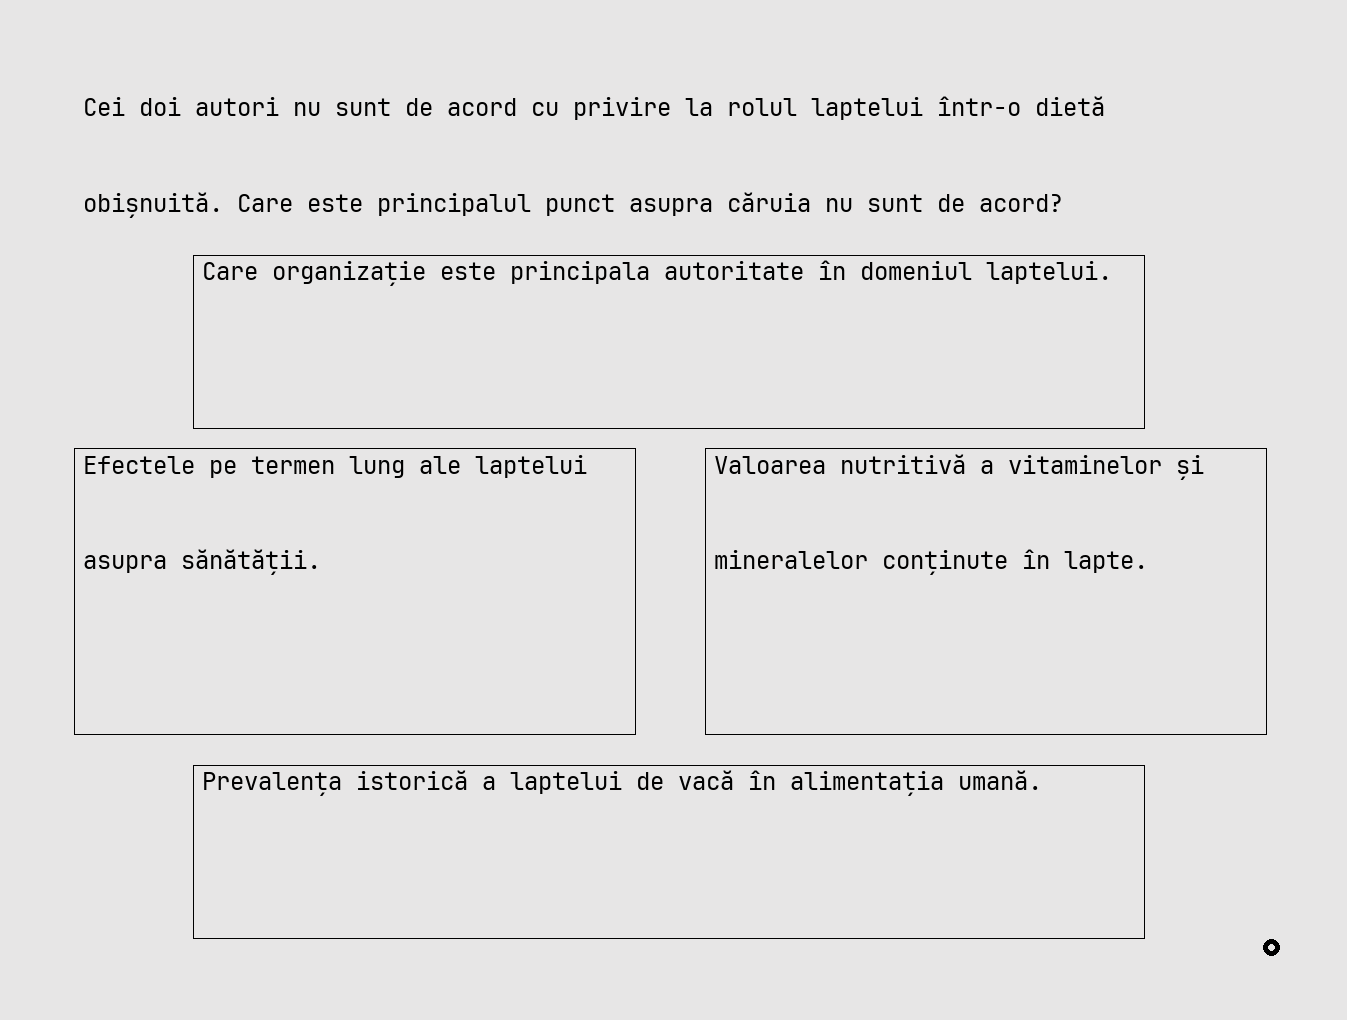 Cei doi autori nu sunt de acord cu privire la rolul laptelui într-o dietă
obișnuită. Care este principalul punct asupra căruia nu sunt de acord?
Care organizație este principala autoritate în domeniul laptelui.
Efectele pe termen lung ale laptelui
asupra sănătății.
Valoarea nutritivă a vitaminelor și
mineralelor conținute în lapte.
Prevalența istorică a laptelui de vacă în alimentația umană.